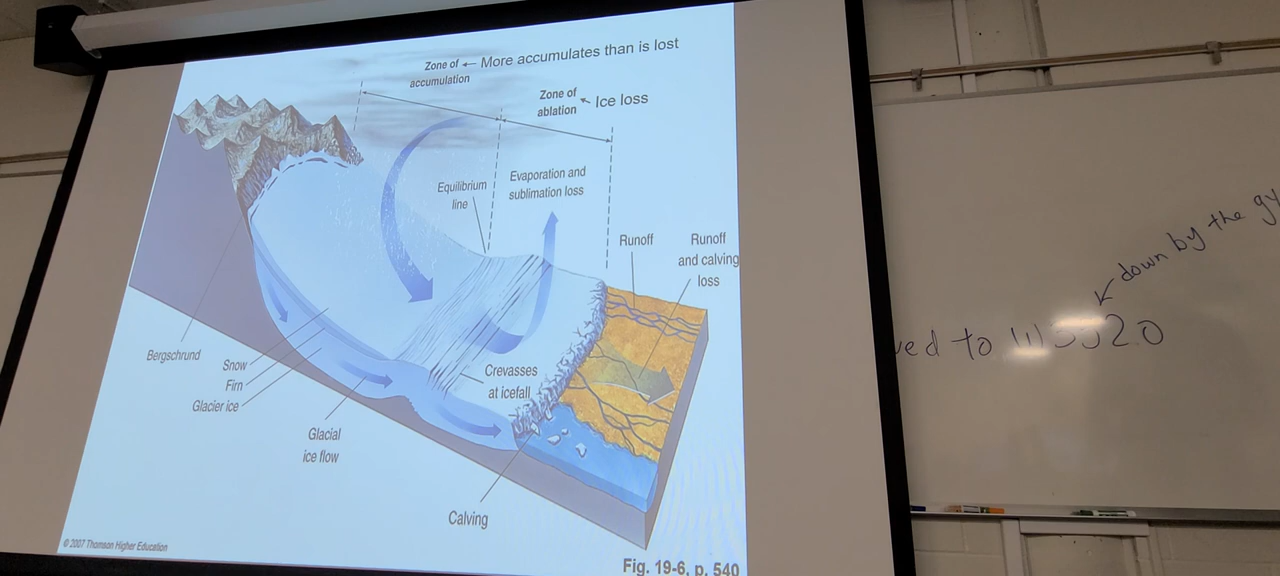 Zone of ← More accumulates than is lost
accumulation
Zone of
ablation
Ice loss
Equilibrium
line
Evaporation and
sublimation loss
Runoff
Runoff
and calving
loss
Bergschrund
Snow
Firn
Glacier ice
Glacial
ice flow
Crevasses
at icefall
Calving
© 2007 Thomson Higher Education
Fig. 19-6, p. 540
down by the
to